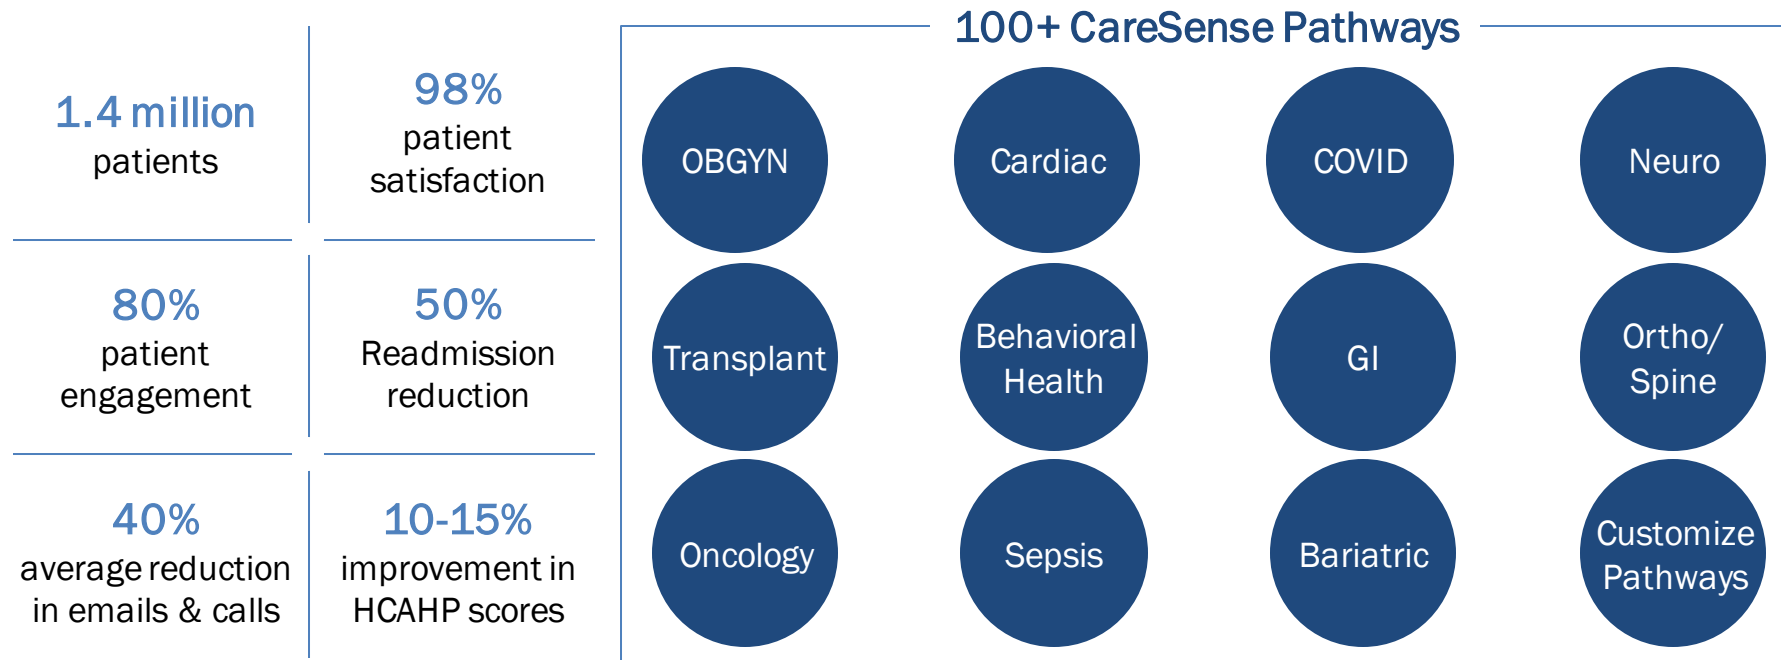 1.4 million
patients
98%
patient
satisfaction
80%
patient
engagement
50%
Readmission
reduction
40%
average reduction
in emails & calls
10-15%
improvement in
HCAHP scores
100+ CareSense Pathways
OBGYN
Cardiac
COVID
Neuro
Transplant
Behavioral
Health
GI
Ortho/
Spine
Oncology
Sepsis
Bariatric
Customize
Pathways